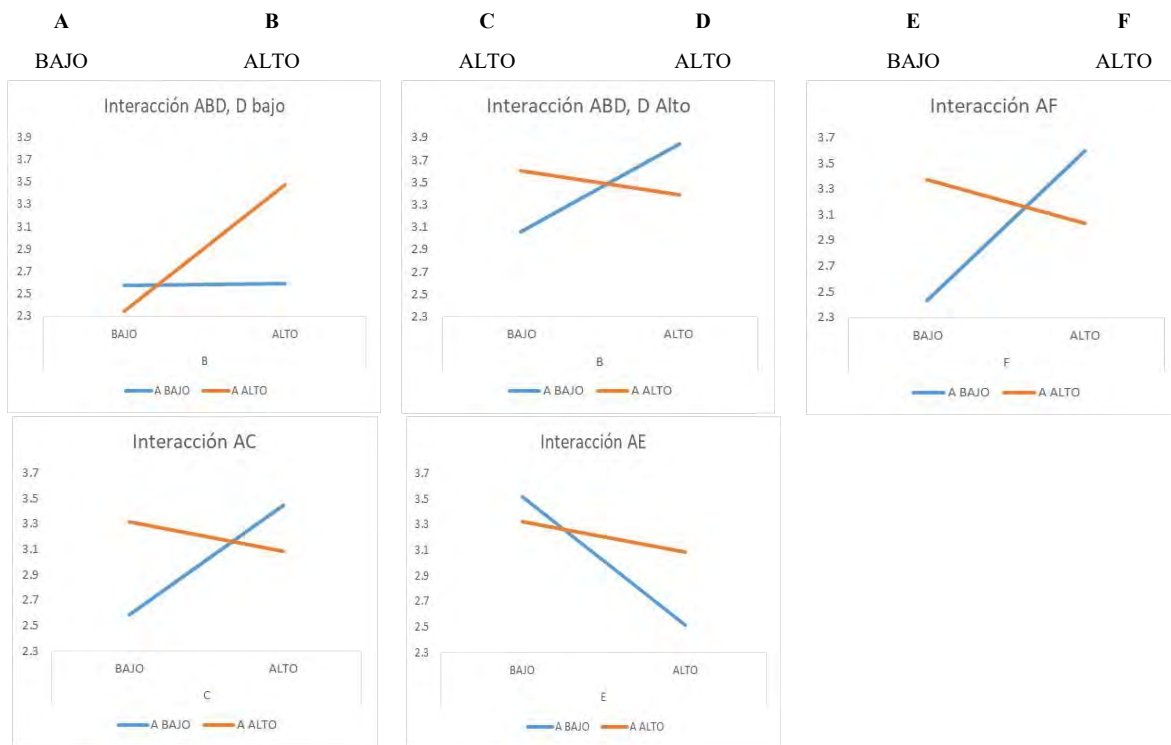 A B C D E F
BAJO ALTO ALTO ALTO BAJO ALTO
Interacción ABD, D bajo
3.9
3.7
3.5
3.3
3.1
2.9
2.7
2.5
2.3
BAJO ALTO
B
A BAJO A ALTO
Interacción ABD, D Alto
3.9
3.7
3.5
3.3
3.1
2.9
2.7
2.5
2.3
BAJO ALTO
B
A BAJO A ALTO
Interacción AF
3.7
3.5
3.3
3.1
2.9
2.7
2.5
2.3
BAJO ALTO
F
A BAJO A ALTO
Interacción AC
3.7
3.5
3.3
3.1
2.9
2.7
2.5
2.3
BAJO ALTO
C
A BAJO A ALTO
Interacción AE
3.7
3.5
3.3
3.1
2.9
2.7
2.5
2.3
BAJO ALTO
E
A BAJO A ALTO